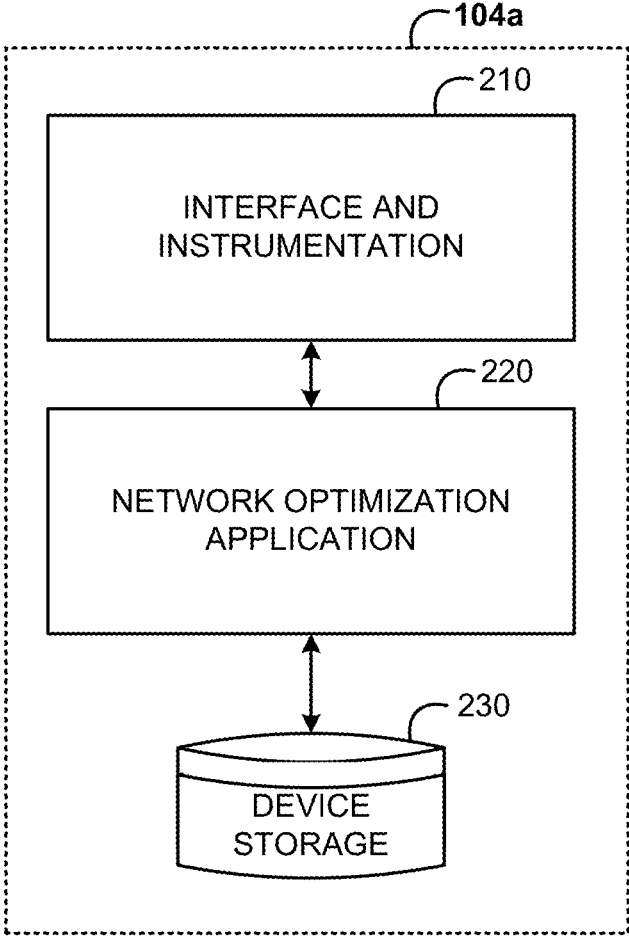 104a
210
INTERFACE AND
INSTRUMENTATION
220
NETWORK OPTIMIZATION
APPLICATION
230
DEVICE
STORAGE